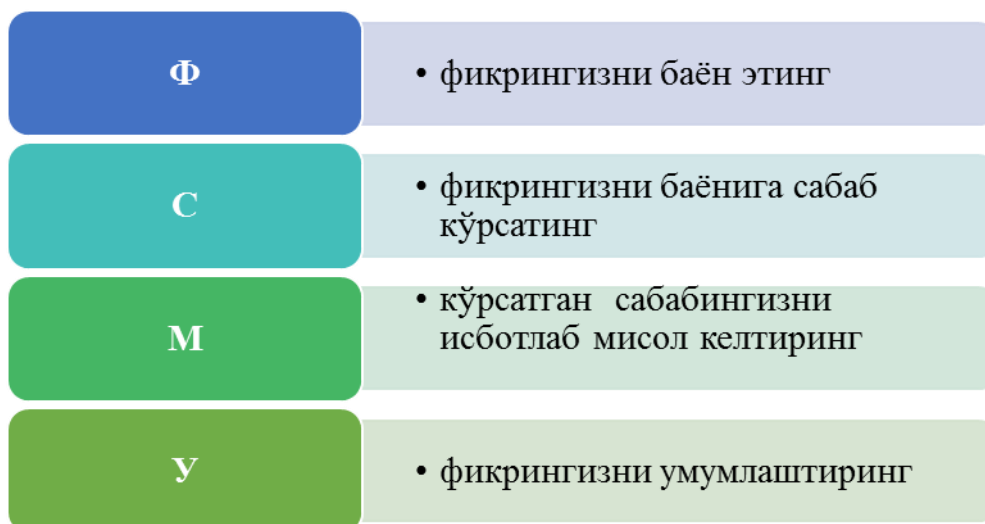 Ф
• фикрингизни баён этинг
С
• фикрингизни баёнига сабаб
кўрсатинг
М
• кўрсатган сабабингизни
исботлаб мисол келтиринг
У
• фикрингизни умумлаштиринг